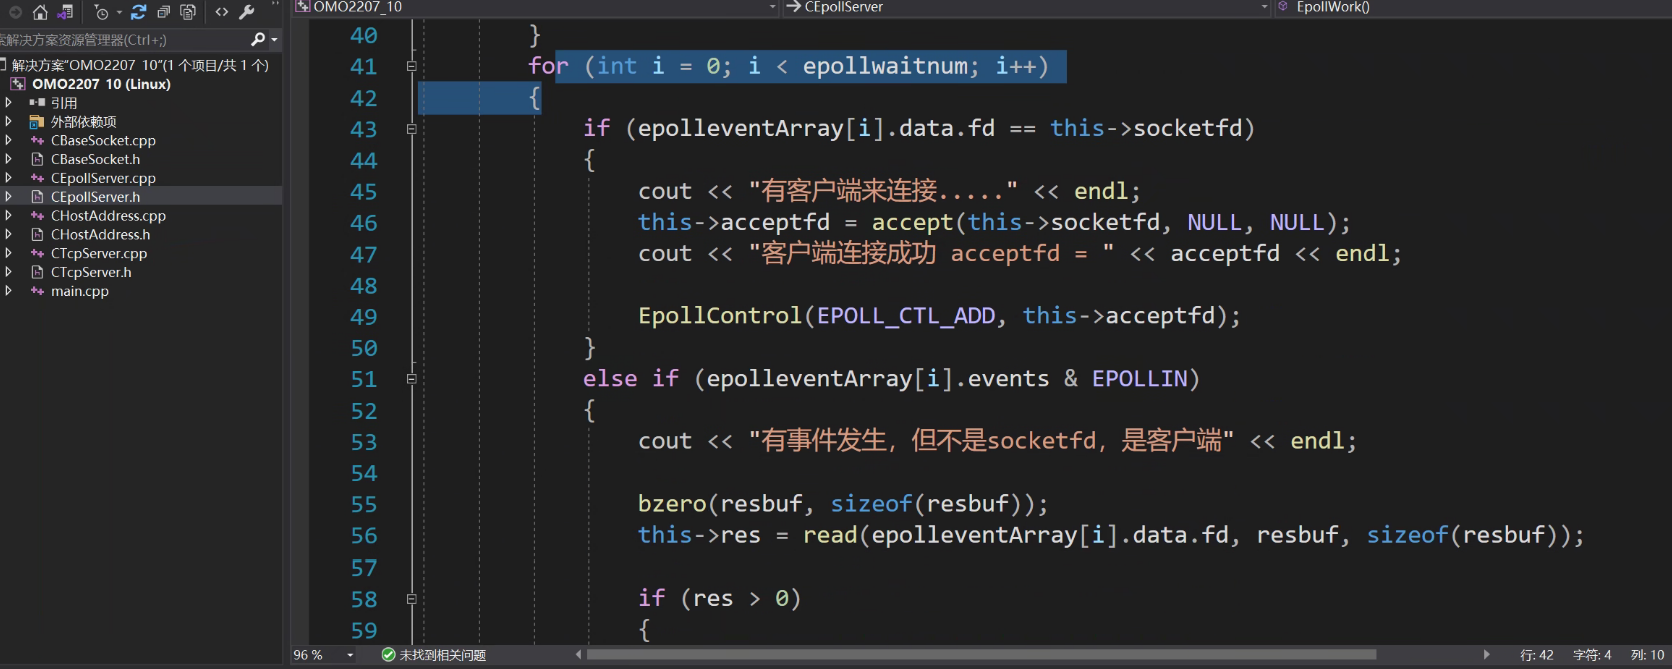 OMO2207_10
CEpollServer
EpollWork()
索解决方案资源管理器(Ctrl+;)
解决方案"OMO2207_10"(1 个项目/共 1 个)
OMO2207_10 (Linux)
引用
外部依赖项
CBaseSocket.cpp
CBaseSocket.h
CEpollServer.cpp
CEpollServer.h
CHostAddress.cpp
CHostAddress.h
CTcpServer.cpp
CTcpServer.h
main.cpp
40 }
41 for (int i = 0; i < epollwaitnum; i++)
42 {
43 if (epolleventArray[i].data.fd == this->socketfd)
44 {
45 cout << "有客户端来连接....." << endl;
46 this->acceptfd = accept(this->socketfd, NULL, NULL);
47 cout << "客户端连接成功 acceptfd = " << acceptfd << endl;
48
49 EpollControl(EPOLL_CTL_ADD, this->acceptfd);
50 }
51 else if (epolleventArray[i].events & EPOLLIN)
52 {
53 cout << "有事件发生，但不是socketfd，是客户端" << endl;
54
55 bzero(resbuf, sizeof(resbuf));
56 this->res = read(epolleventArray[i].data.fd, resbuf, sizeof(resbuf));
57
58 if (res > 0)
59 {
96 %
未找到相关问题
行: 42
字符: 4
列: 10